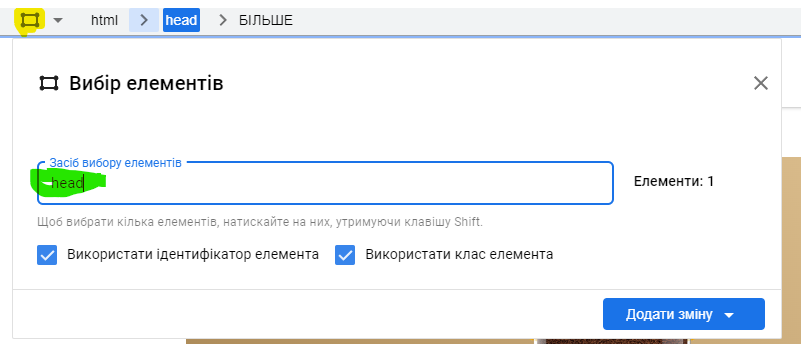 html head БІЛЬШЕ
Вибір елементів
Засіб вибору елементів
head
Елементи: 1
Щоб вибрати кілька елементів, натискайте на них, утримуючи клавішу Shift.
Використати ідентифікатор елемента Використати клас елемента
Додати зміну